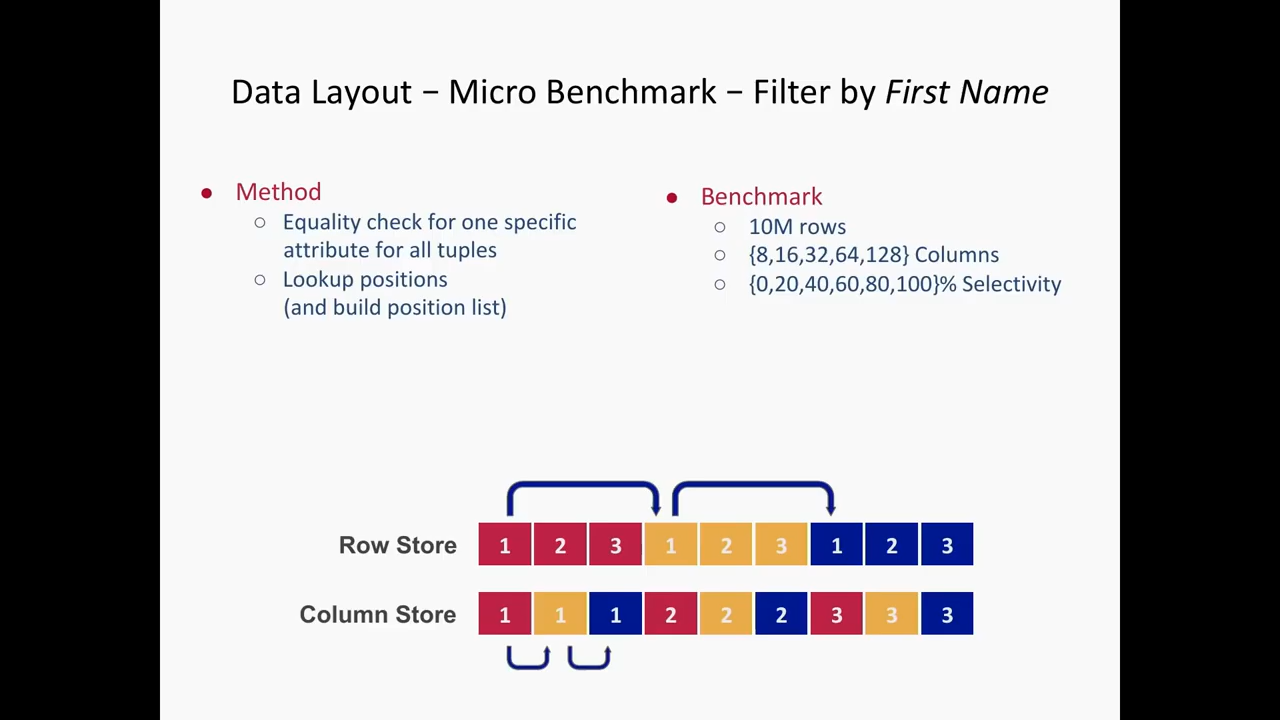 Data Layout − Micro Benchmark − Filter by First Name
● Method
○ Equality check for one specific
attribute for all tuples
○ Lookup positions
(and build position list)
● Benchmark
○ 10M rows
○ {8,16,32,64,128} Columns
○ {0,20,40,60,80,100}% Selectivity
Row Store 1 2 3 1 2 3 1 2 3
Column Store 1 1 1 2 2 2 3 3 3